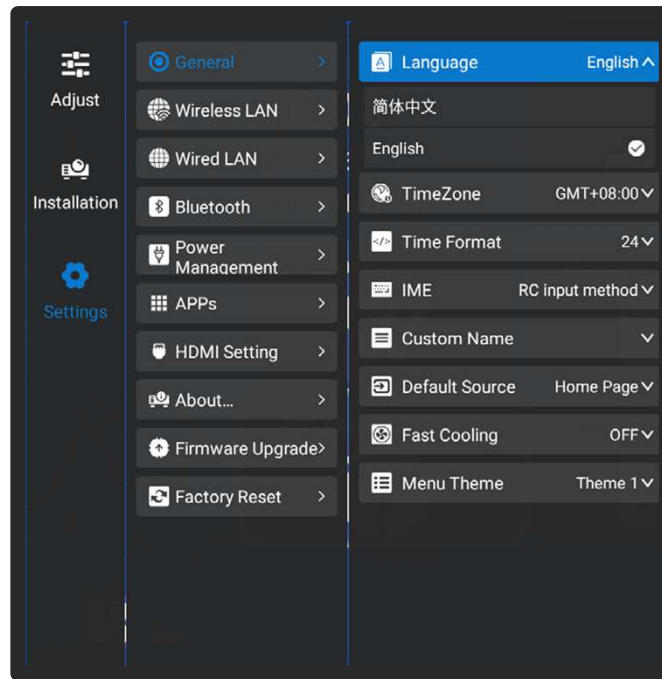 Adjust
Installation
Settings
General
Wireless LAN
Wired LAN
Bluetooth
Power
Management
APPs
HDMI Setting
About...
Firmware Upgrade
Factory Reset
Language English
简体中文
English
TimeZone GMT+08:00
Time Format 24
IME RC input method
Custom Name
Default Source Home Page
Fast Cooling OFF
Menu Theme Theme 1